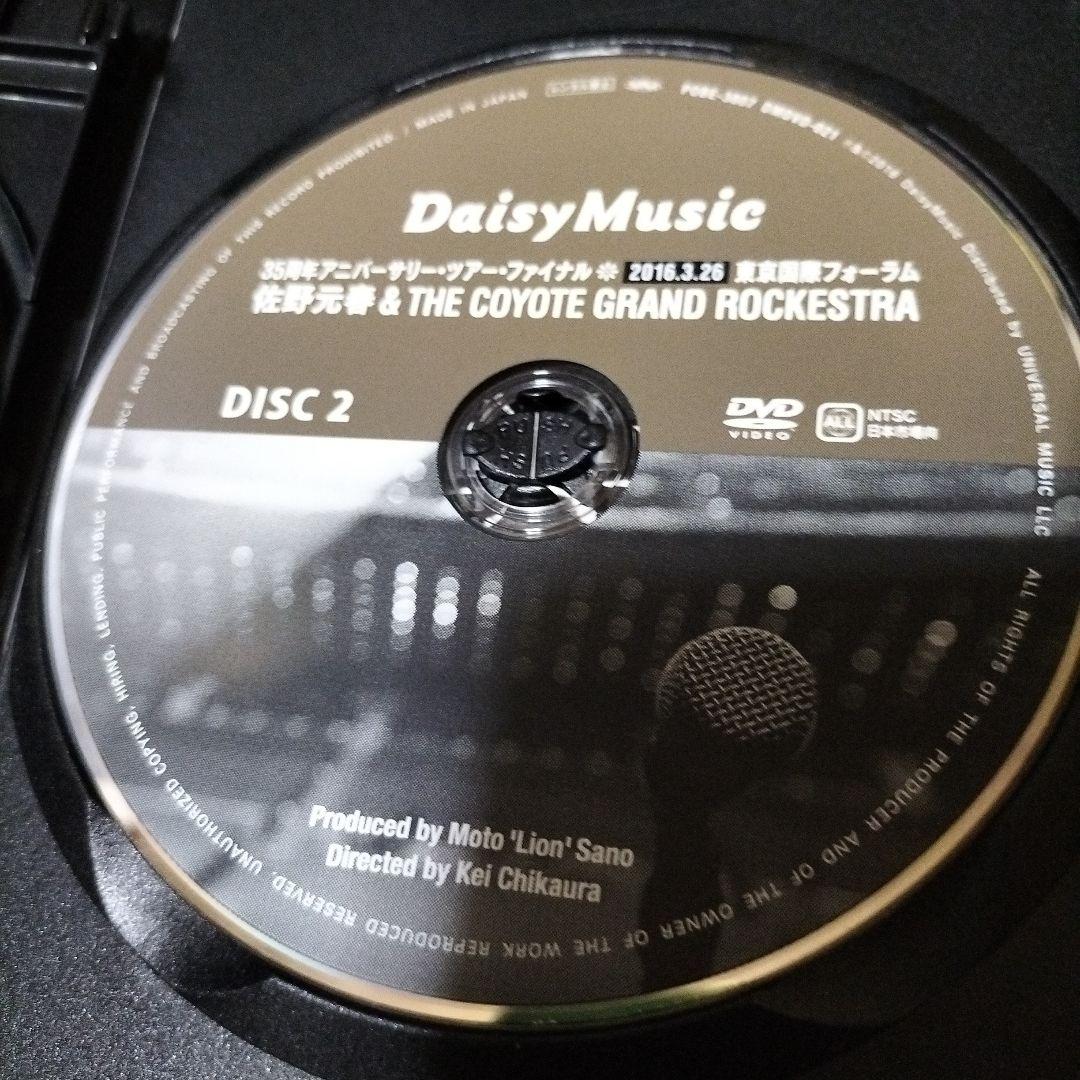 DaisyMusic
35周年アニバーサリー・ツアー・ファイナル ※ 2016.3.26 東京国際フォーラム
佐野元春 & THE COYOTE GRAND ROCKESTRA
DISC 2
DVD VIDEO
ALL
NTSC
日本市場向
PUSH
PUSH
Produced by Moto 'Lion' Sano
Directed by Kei Chikaura
DaisyMusic Distributed by UNIVERSAL MUSIC LLC ALL RIGHTS OF THE PRODUCER AND OF THE OWNER OF THE WORK REPRODUCED RESERVED. UNAUTHORIZED COPYING, HIRING, LENDING, PUBLIC PERFORMANCE AND BROADCASTING OF THIS RECORD PROHIBITED / MADE IN JAPAN